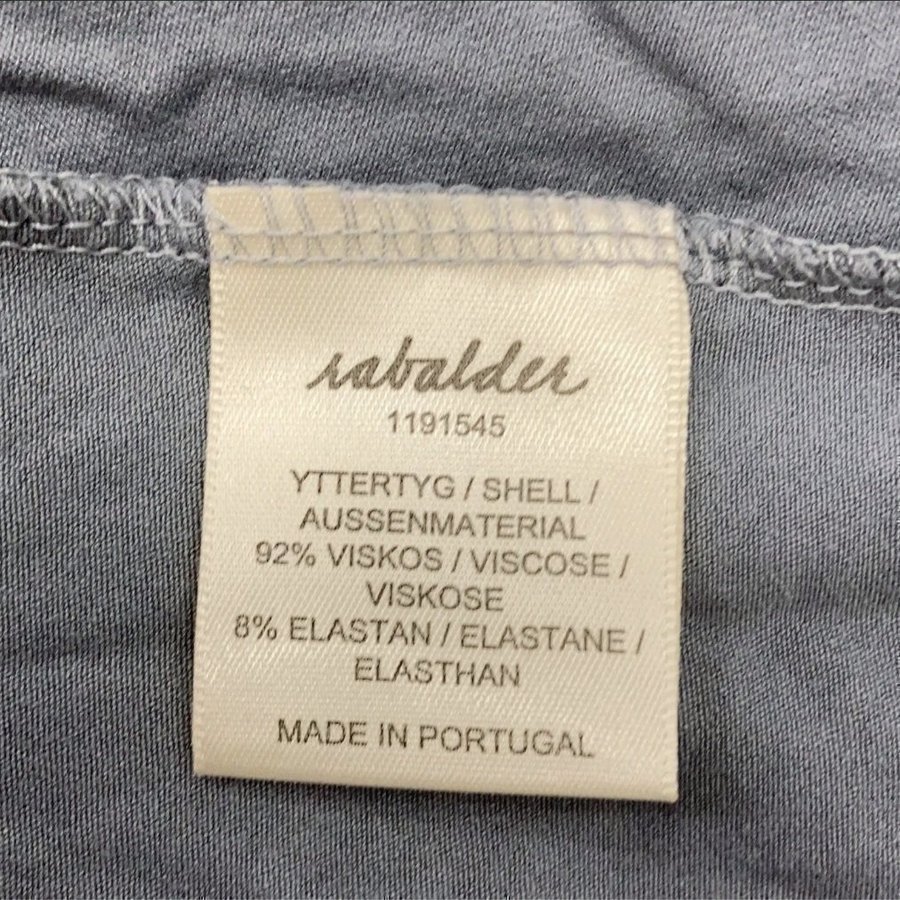 rabalder
1191545
YTTERTYG / SHELL /
AUSSENMATERIAL
92% VISKOS / VISCOSE /
VISKOSE
8% ELASTAN / ELASTANE /
ELASTHAN
MADE IN PORTUGAL